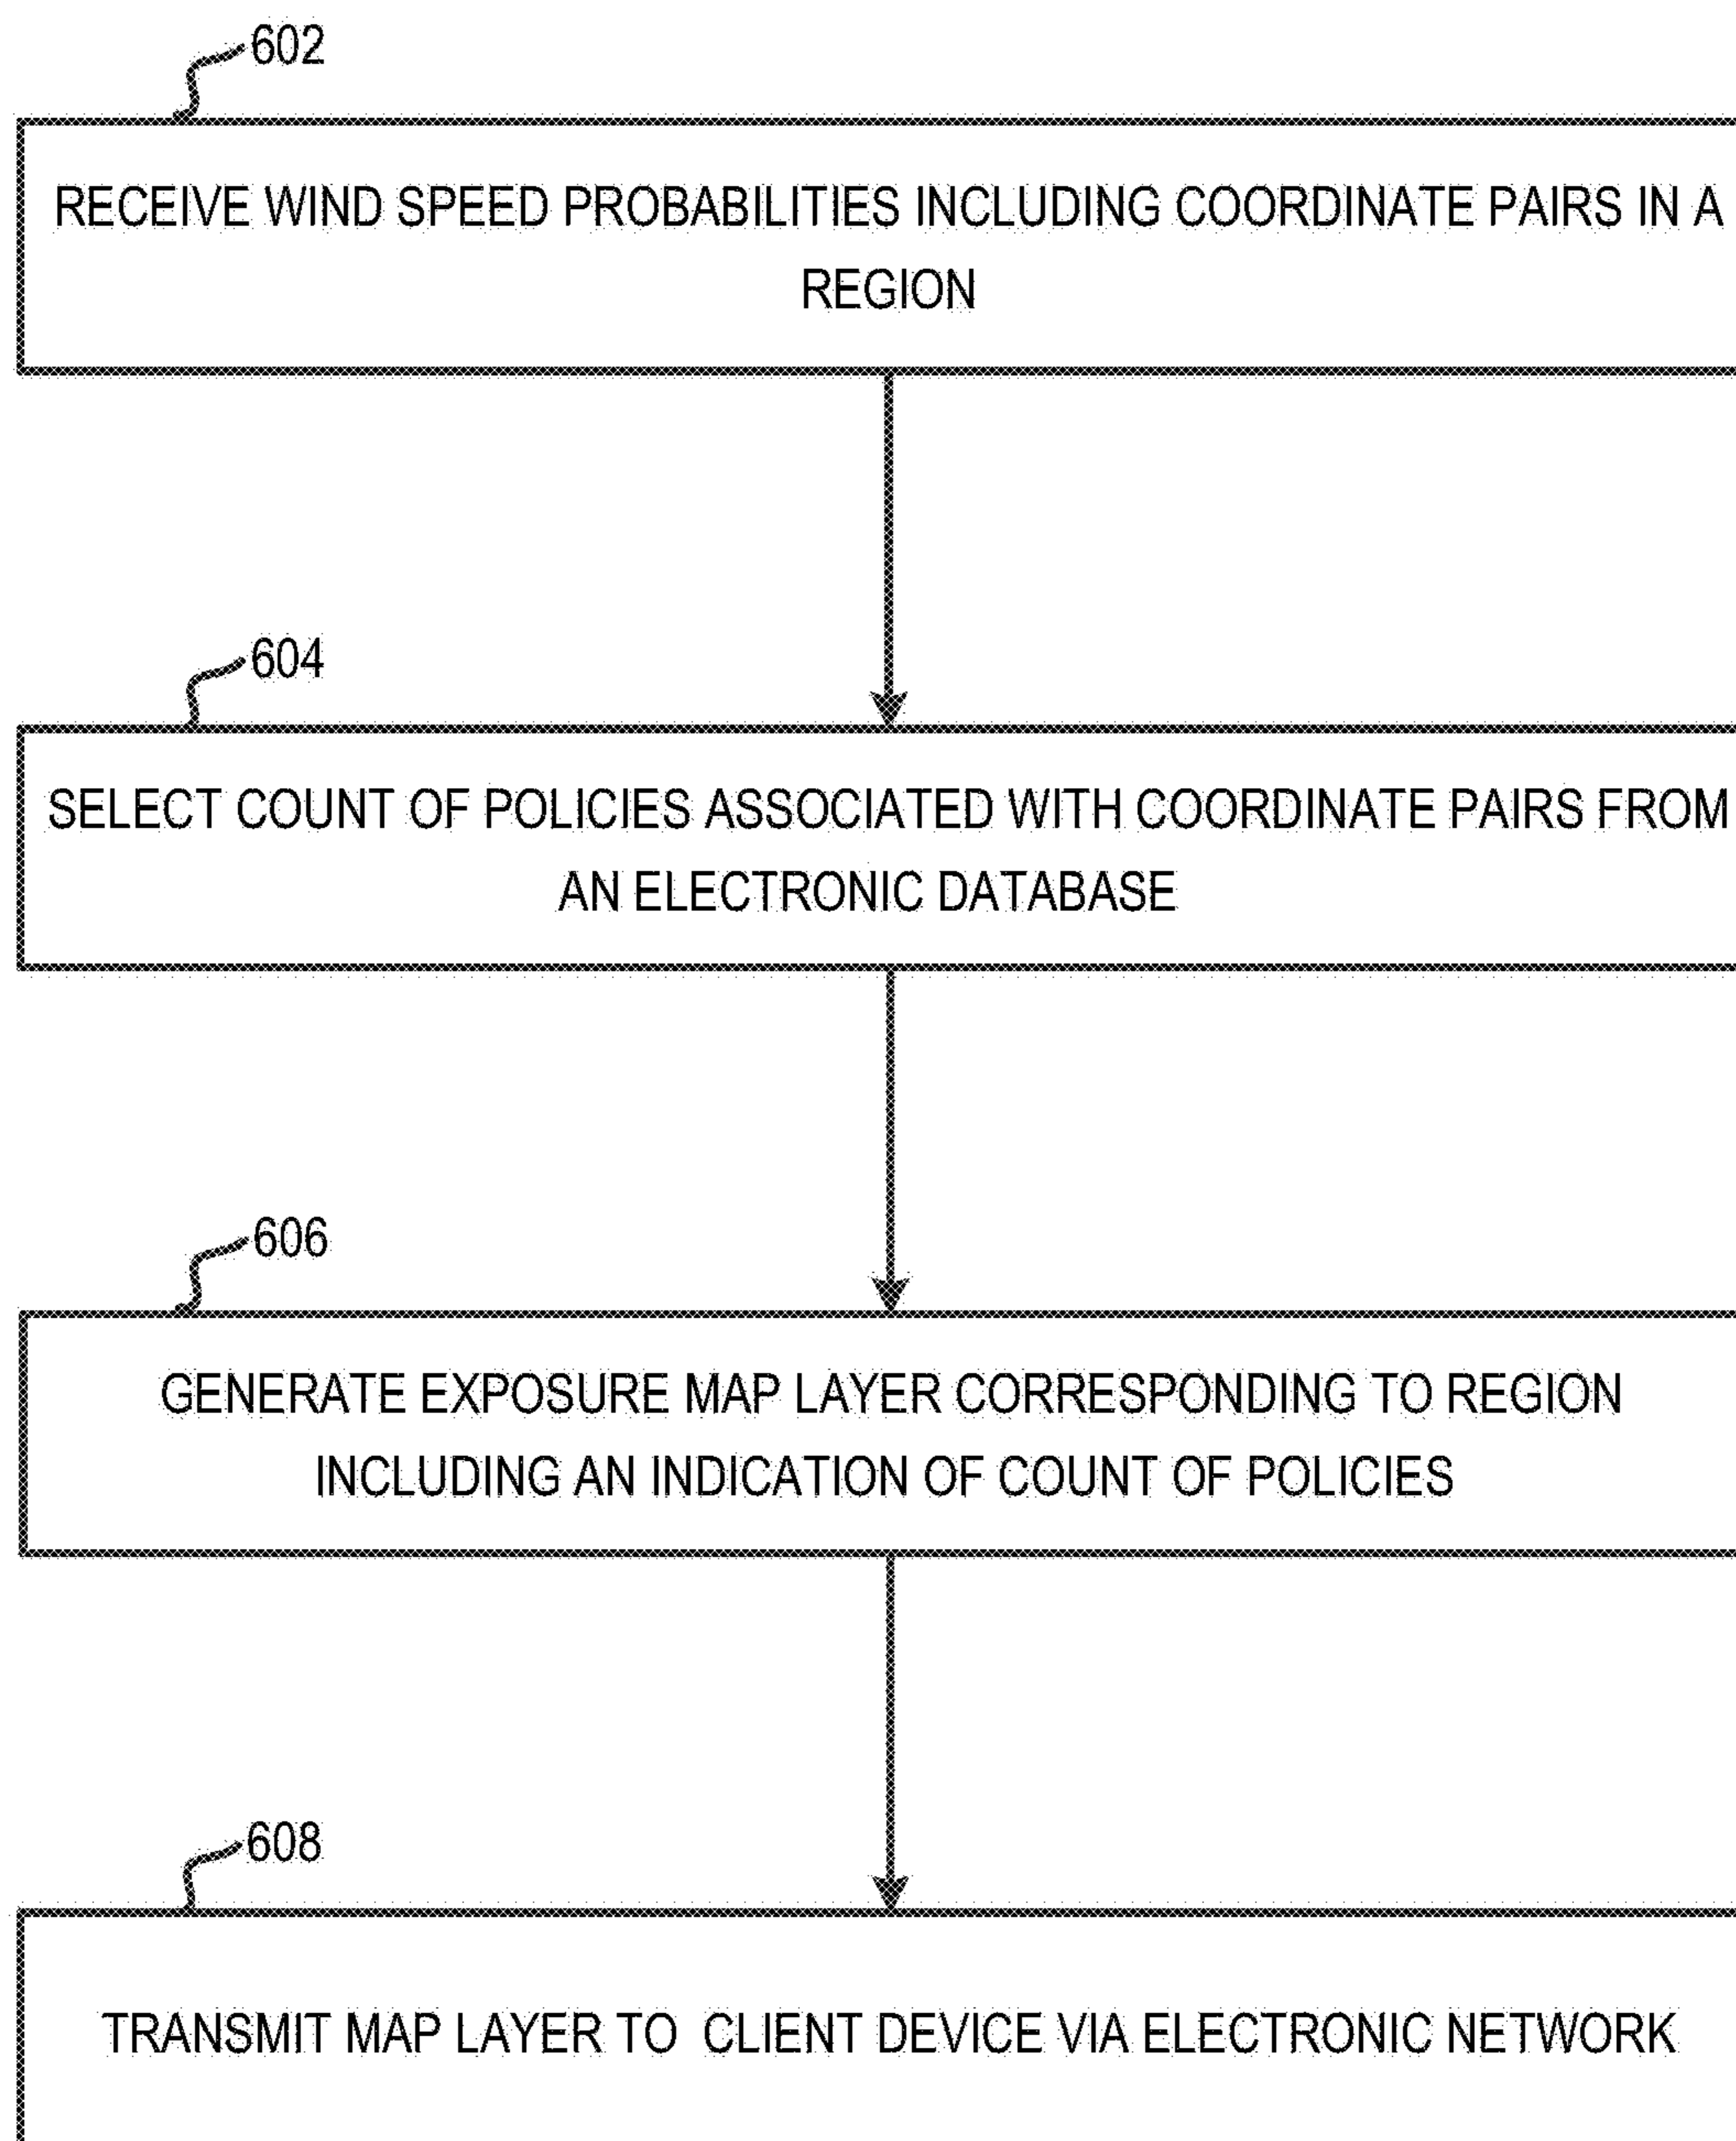 602
RECEIVE WIND SPEED PROBABILITIES INCLUDING COORDINATE PAIRS IN A
REGION
604
SELECT COUNT OF POLICIES ASSOCIATED WITH COORDINATE PAIRS FROM
AN ELECTRONIC DATABASE
606
GENERATE EXPOSURE MAP LAYER CORRESPONDING TO REGION
INCLUDING AN INDICATION OF COUNT OF POLICIES
608
TRANSMIT MAP LAYER TO CLIENT DEVICE VIA ELECTRONIC NETWORK